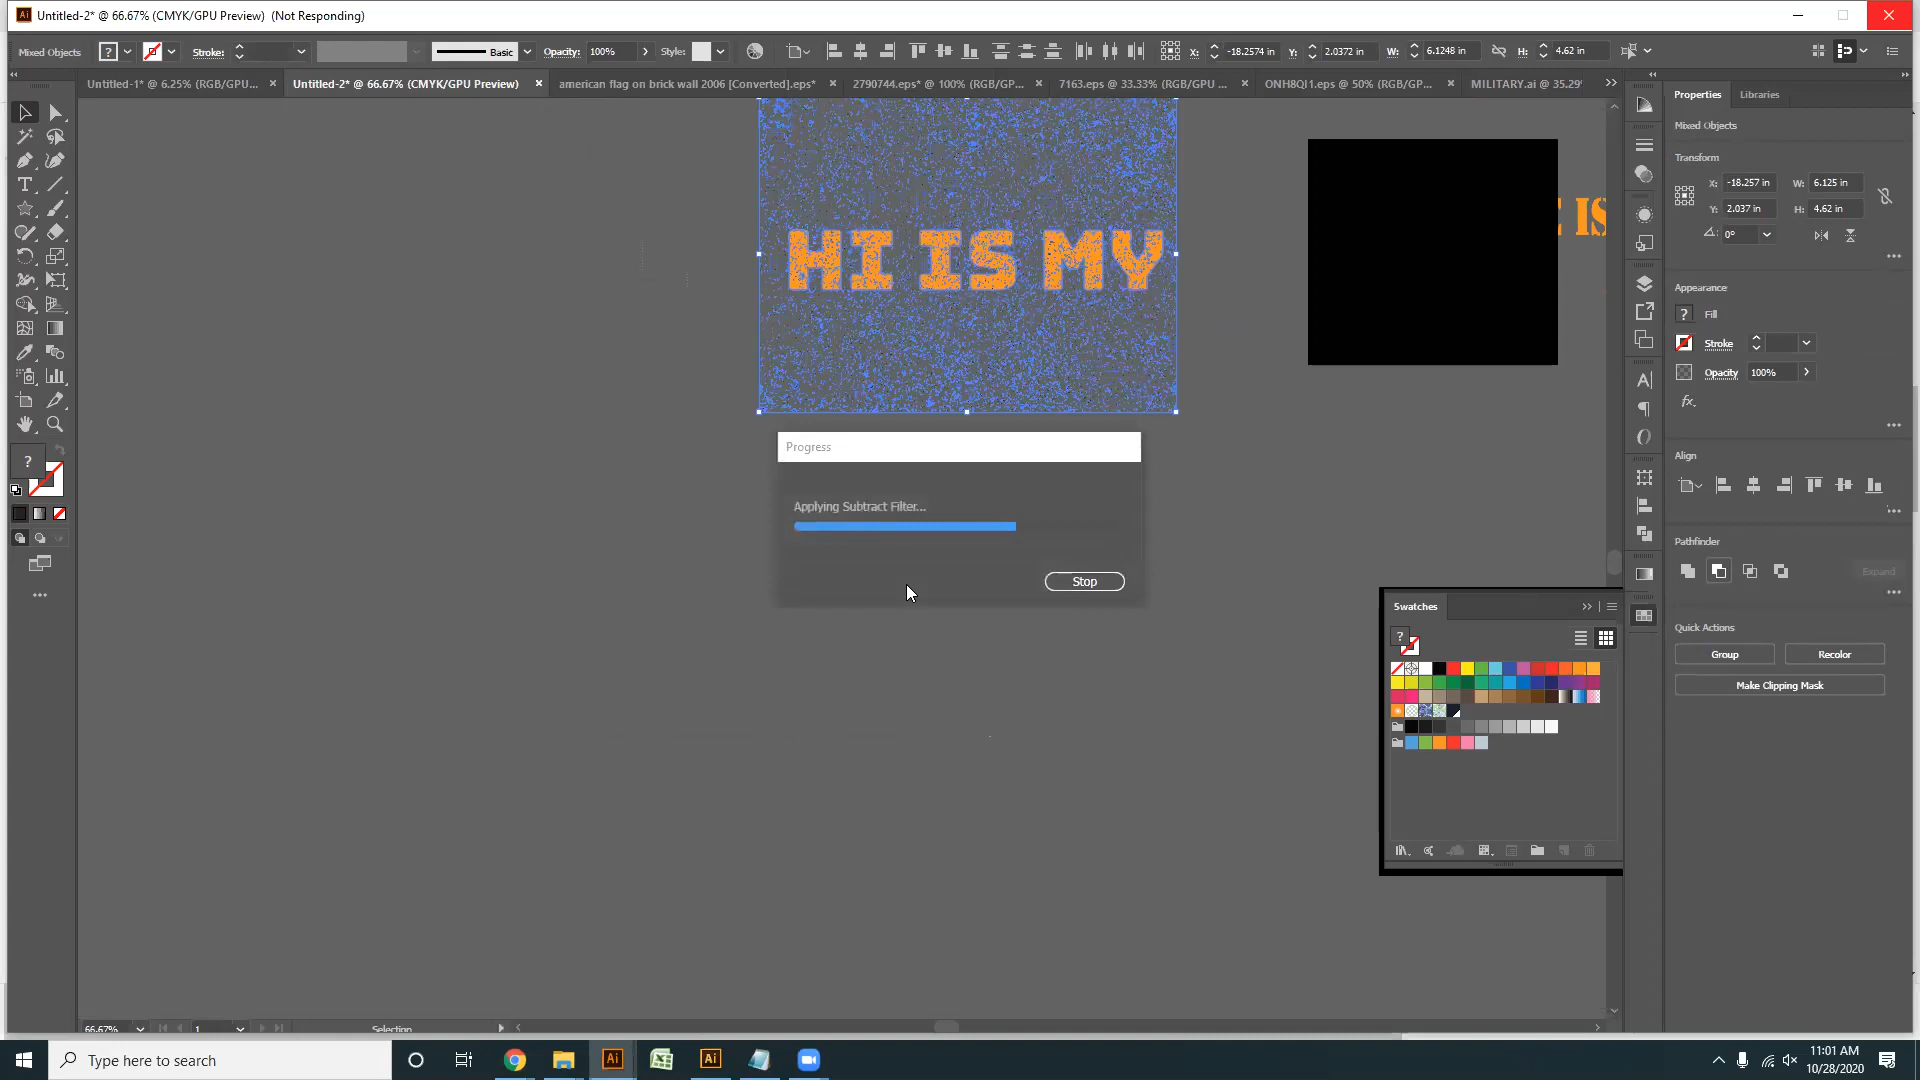 Untitled-2* @ 66.67% (CMYK/GPU Preview) (Not Responding)
Mixed Objects
Stroke:
Basic
Opacity: 100%
Style:
X: -18.2574 in
Y: 2.0372 in
W: 6.1248 in
H: 4.62 in
Untitled-1* @ 6.25% (RGB/GPU...
Untitled-2* @ 66.67% (CMYK/GPU Preview)
american flag on brick wall 2006 [Converted].eps*
2790744.eps* @ 100% (RGB/GP...
7163.eps @ 33.33% (RGB/GPU ...
ONH8QI1.eps @ 50% (RGB/GP...
MILITARY.ai @ 35.29%
Properties
Libraries
Mixed Objects
Transform
X: -18.257 in
W: 6.125 in
Y: 2.037 in
H: 4.62 in
0°
Appearance
? Fill
Stroke
Opacity 100%
fx.
Align
Pathfinder
Expand
Quick Actions
Group
Recolor
Make Clipping Mask
HI IS MY
IS
Progress
Applying Subtract Filter...
Stop
Swatches
66.67%
1
Selection
Type here to search
11:01 AM
10/28/2020